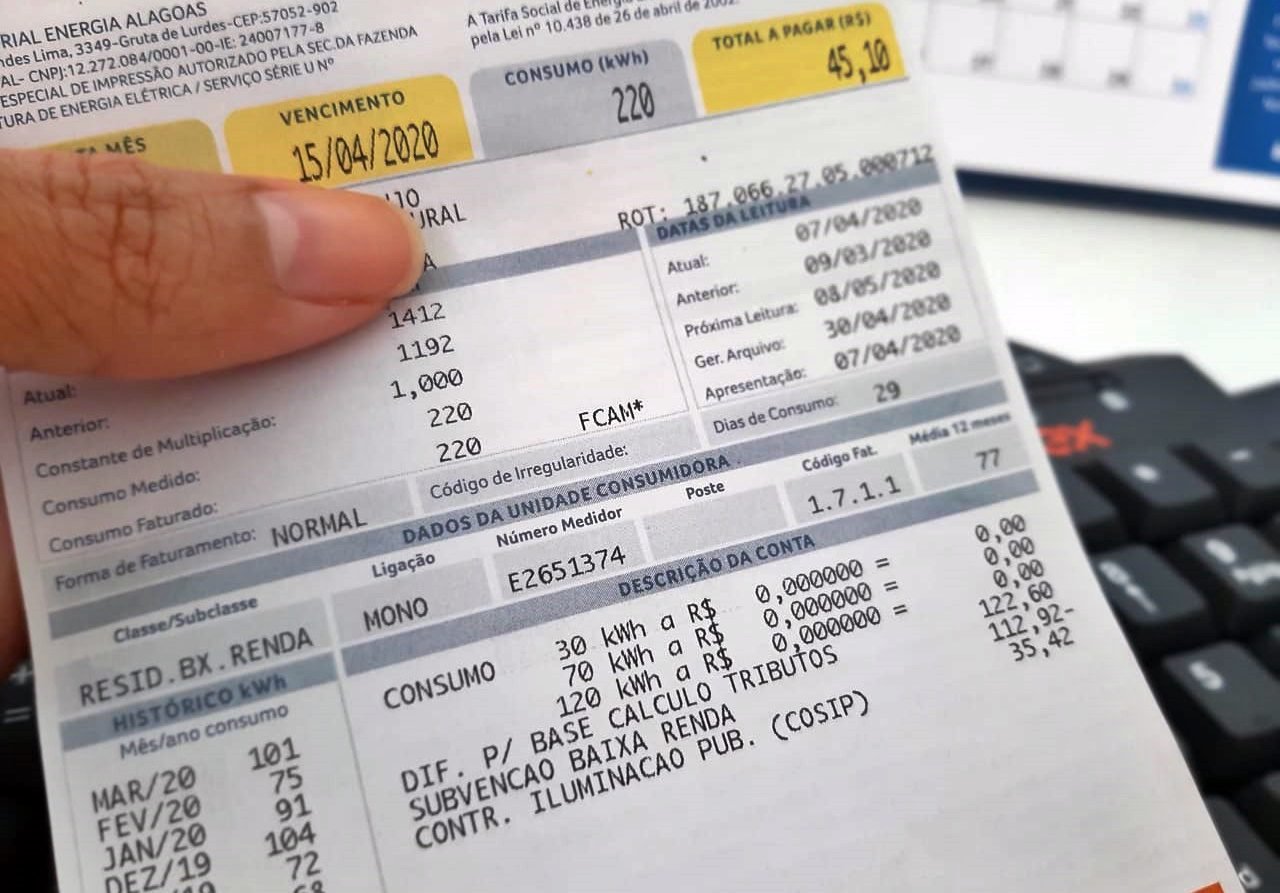 RIAL ENERGIA ALAGOAS
ndes Lima, 3349-Gruta de Lurdes-CEP:57052-902
AL- CNPJ:12.272.084/0001-00-IE: 24007177-8
ESPECIAL DE IMPRESSÃO AUTORIZADO PELA SEC.DA FAZENDA
TURA DE ENERGIA ELÉTRICA / SERVIÇO SÉRIE U Nº
A Tarifa Social de Energia
pela Lei nº 10.438 de 26 de abril de 2002.
TA MÊS
VENCIMENTO
15/04/2020
CONSUMO (kWh)
220
TOTAL A PAGAR (R$)
45,10
URAL
ROT: 187.066.27.05.000712
A
DATAS DA LEITURA
Atual: 07/04/2020
Anterior: 09/03/2020
Próxima Leitura: 08/05/2020
Ger. Arquivo: 30/04/2020
Apresentação: 07/04/2020
Dias de Consumo: 29
Atual: 1412
Anterior: 1192
Constante de Multiplicação: 1,000
Consumo Medido: 220
Consumo Faturado: 220 FCAM*
Forma de Faturamento: NORMAL
Código de Irregularidade:
DADOS DA UNIDADE CONSUMIDORA
Classe/Subclasse
RESID.BX.RENDA
Ligação
MONO
Número Medidor
E2651374
Poste
Código Fat.
1.7.1.1
Média 12 meses
77
HISTÓRICO kWh
Mês/ano consumo
MAR/20 101
FEV/20 75
JAN/20 91
DEZ/19 104
72
68
DESCRIÇÃO DA CONTA
CONSUMO 30 kWh a R$ 0,000000 = 0,00
70 kWh a R$ 0,000000 = 0,00
120 kWh a R$ 0,000000 = 0,00
DIF. P/ BASE CALCULO TRIBUTOS 122,60
SUBVENCAO BAIXA RENDA 112,92-
CONTR. ILUMINACAO PUB. (COSIP) 35,42